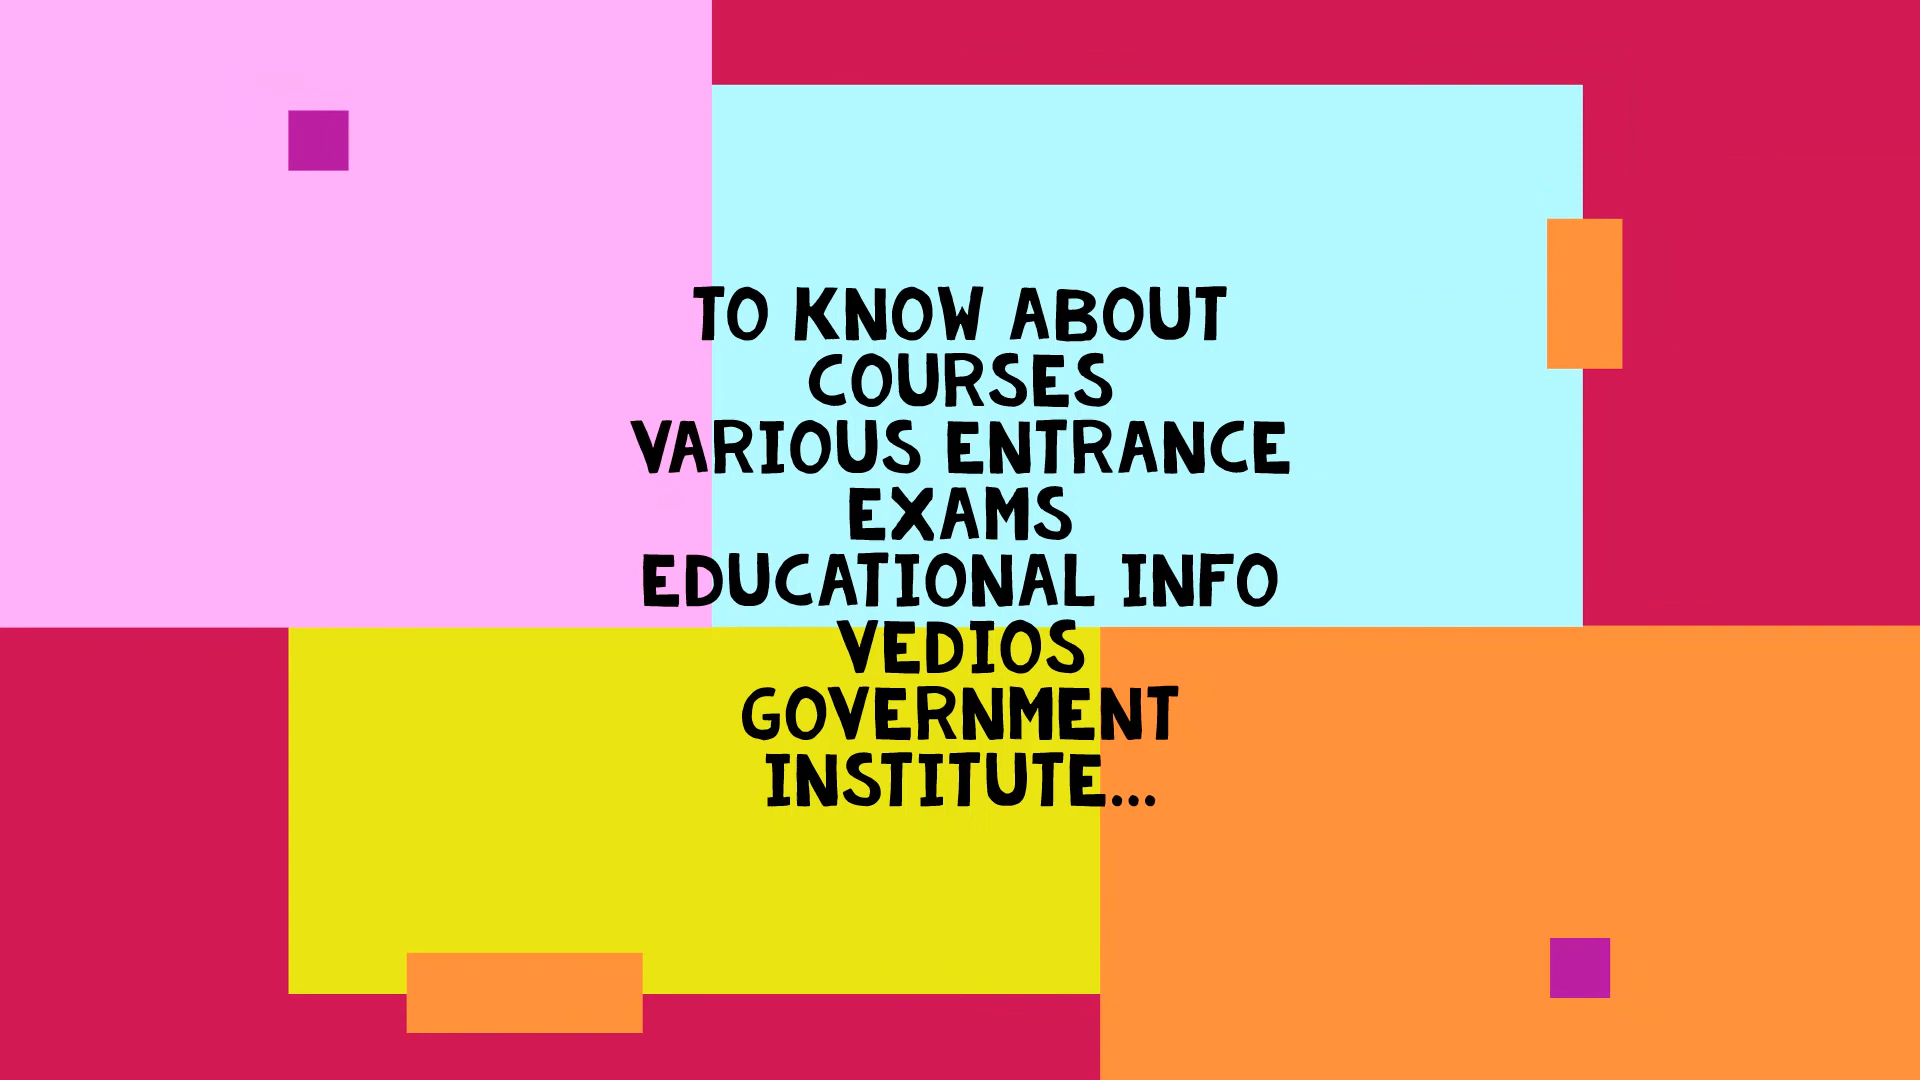 TO KNOW ABOUT
COURSES
VARIOUS ENTRANCE
EXAMS
EDUCATIONAL INFO
VEDIOS
GOVERNMENT
INSTITUTE...